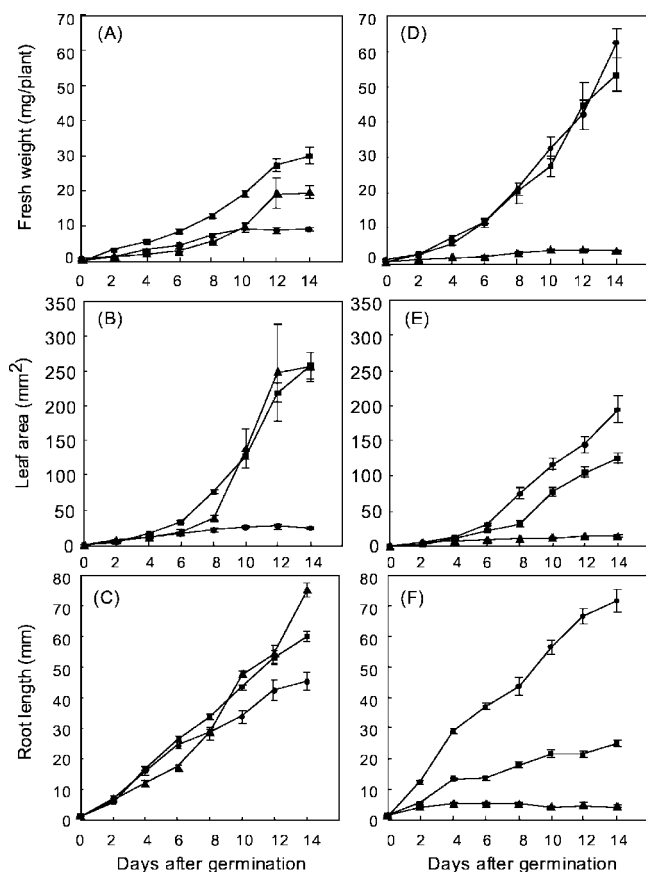 (A)
Fresh weight (mg/plant)
70
60
50
40
30
20
10
0
0 2 4 6 8 10 12 14
(D)
70
60
50
40
30
20
10
0
0 2 4 6 8 10 12 14
(B)
Leaf area (mm²)
350
300
250
200
150
100
50
0
0 2 4 6 8 10 12 14
(E)
350
300
250
200
150
100
50
0
0 2 4 6 8 10 12 14
(C)
Root length (mm)
80
70
60
50
40
30
20
10
0
0 2 4 6 8 10 12 14
Days after germination
(F)
80
70
60
50
40
30
20
10
0
0 2 4 6 8 10 12 14
Days after germination